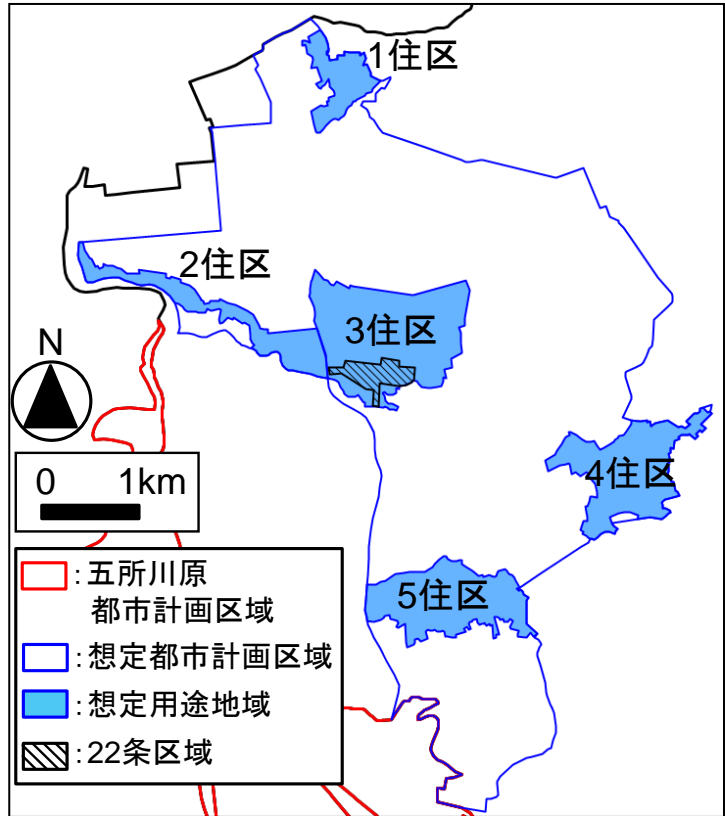 1住区
2住区
3住区
N
4住区
0 1km
5住区
:五所川原
都市計画区域
:想定都市計画区域
:想定用途地域
:22条区域